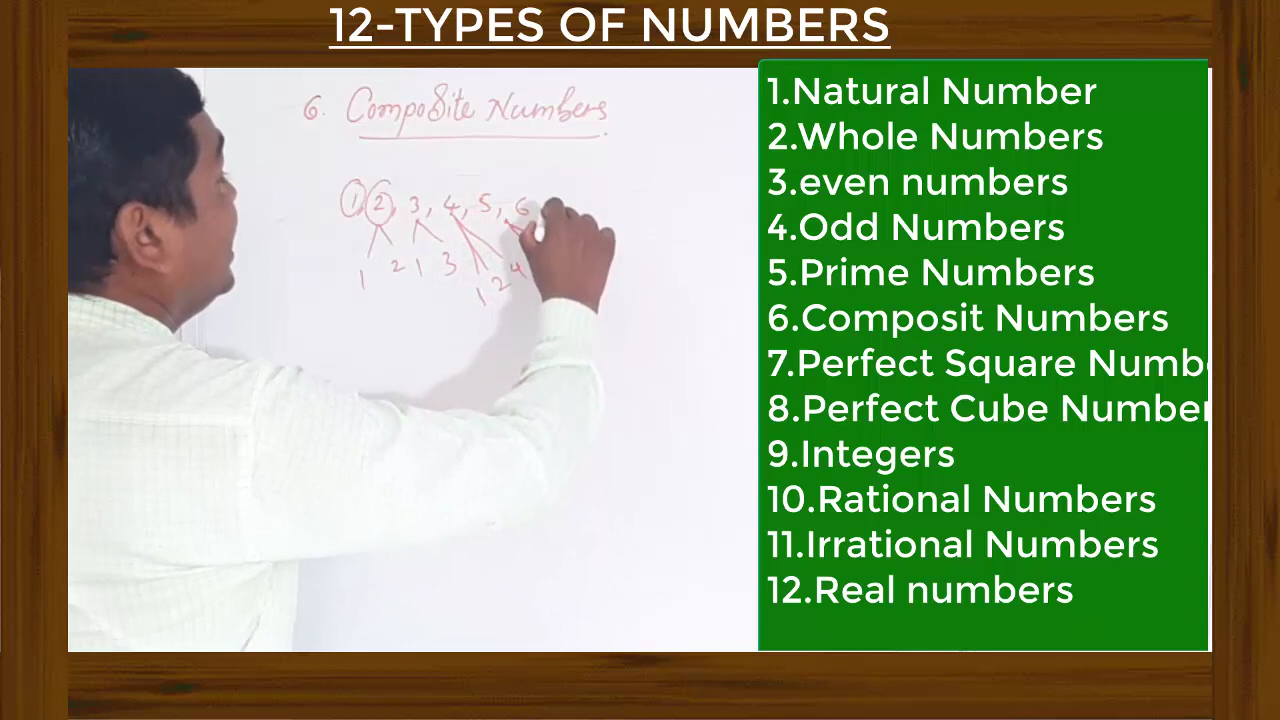 12-TYPES OF NUMBERS
6. Composite Numbers
1, 2, 3, 4, 5, 6
1 2 1 3 1 2 4
1.Natural Number
2.Whole Numbers
3.even numbers
4.Odd Numbers
5.Prime Numbers
6.Composit Numbers
7.Perfect Square Numb
8.Perfect Cube Number
9.Integers
10.Rational Numbers
11.Irrational Numbers
12.Real numbers